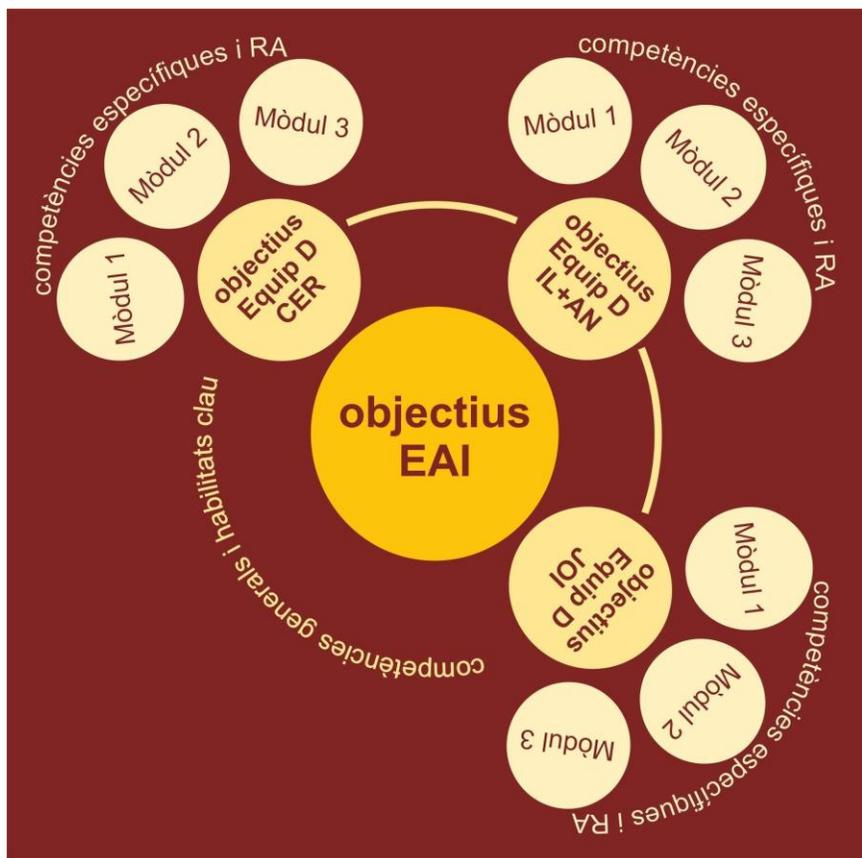 competències específiques i RA
Mòdul 1
Mòdul 2
Mòdul 3
objectius
Equip D
CER
competències específiques i RA
Mòdul 1
Mòdul 2
Mòdul 3
objectius
Equip D
IL+AN
objectius
EAI
competències generals i habilitats clau
objectius
Equip D
JOI
Mòdul 1
Mòdul 2
Mòdul 3
competències específiques i RA